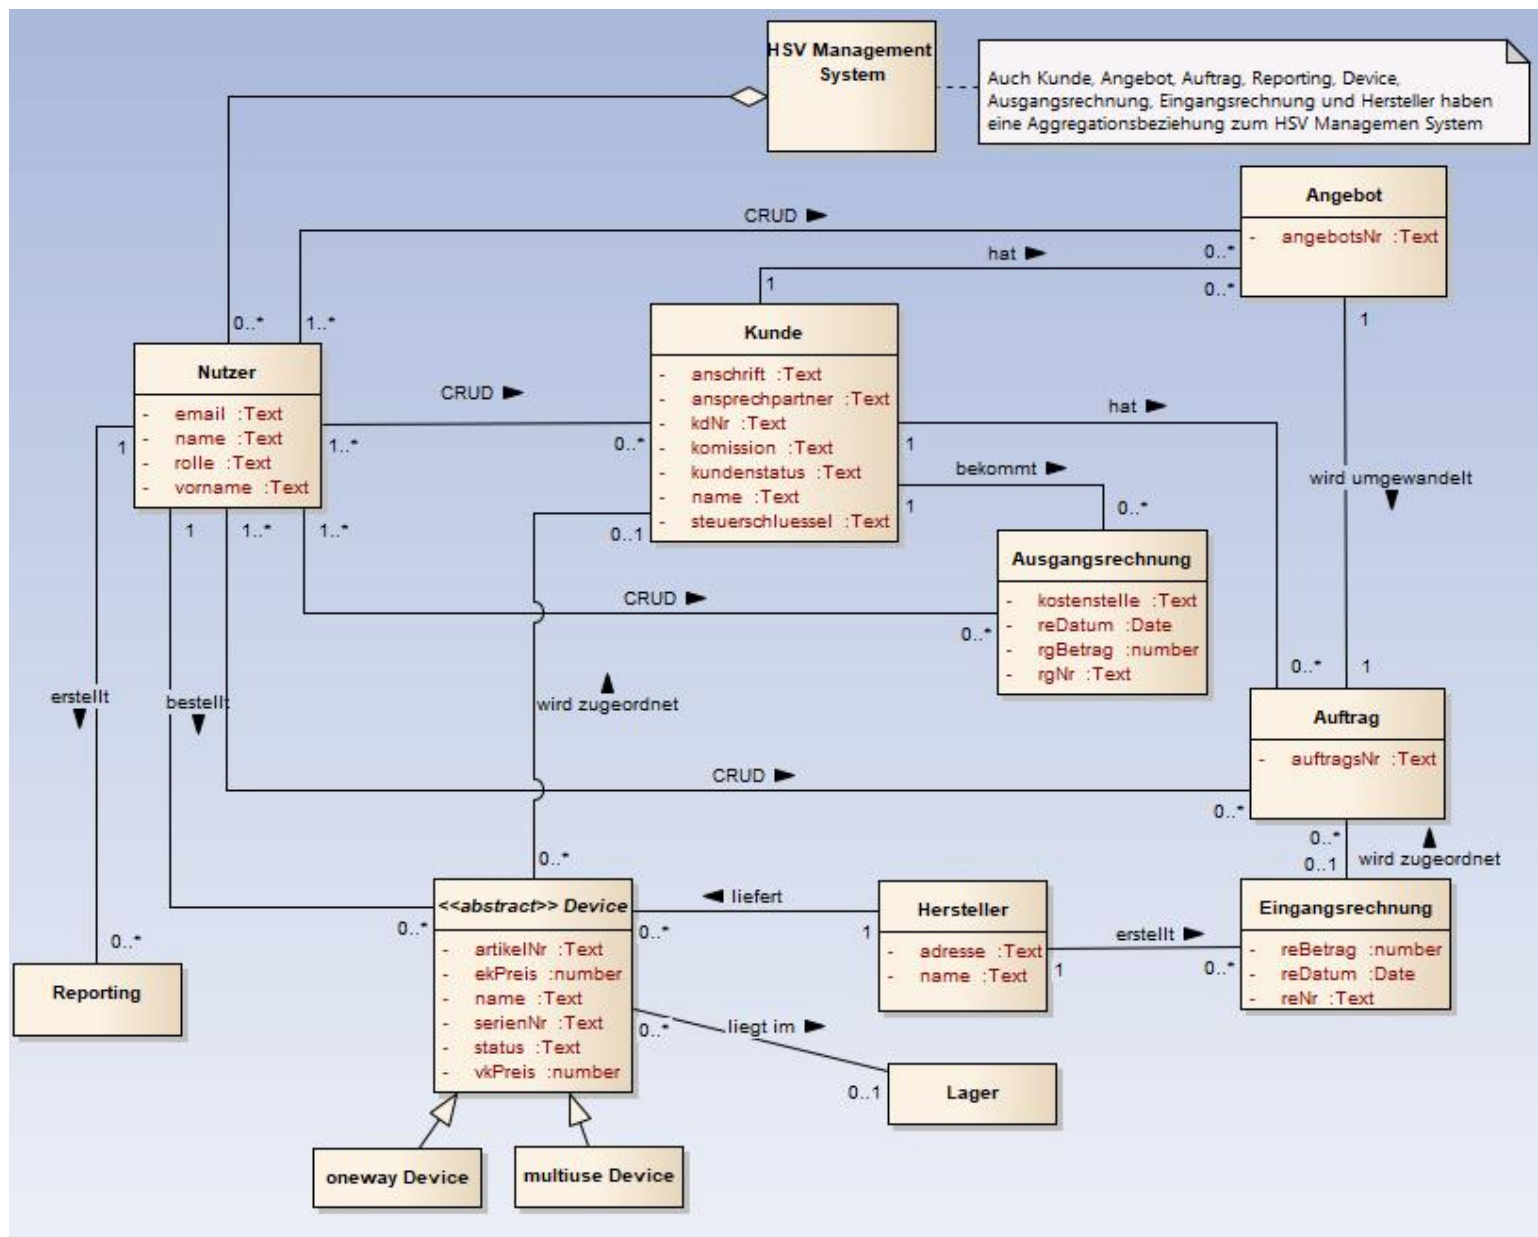 HSV Management
System
Auch Kunde, Angebot, Auftrag, Reporting, Device,
Ausgangsrechnung, Eingangsrechnung und Hersteller haben
eine Aggregationsbeziehung zum HSV Managemen System
Angebot
- angebotsNr :Text
CRUD ►
0..*
hat ►
0..*
1
1
0..*
1..*
Kunde
- anschrift :Text
- ansprechpartner :Text
- kdNr :Text
- komission :Text
- kundenstatus :Text
- name :Text
- steuerschluessel :Text
Nutzer
- email :Text
- name :Text
- rolle :Text
- vorname :Text
CRUD ►
1..*
0..*
1
1
1..*
1..*
hat ►
1
bekommt ►
1
0..*
0..1
wird umgewandelt
▼
Ausgangsrechnung
- kostenstelle :Text
- reDatum :Date
- rgBetrag :number
- rgNr :Text
CRUD ►
0..*
0..*
1
erstellt
▼
bestellt
▼
▲
wird zugeordnet
Auftrag
- auftragsNr :Text
CRUD ►
0..*
0..*
0..1
▲
wird zugeordnet
0..*
<<abstract>> Device
- artikelNr :Text
- ekPreis :number
- name :Text
- serienNr :Text
- status :Text
- vkPreis :number
0..*
◄ liefert
0..*
1
Hersteller
- adresse :Text
- name :Text
erstellt ►
1
0..*
Eingangsrechnung
- reBetrag :number
- reDatum :Date
- reNr :Text
0..*
Reporting
0..*
liegt im ►
0..1
Lager
oneway Device
multiuse Device